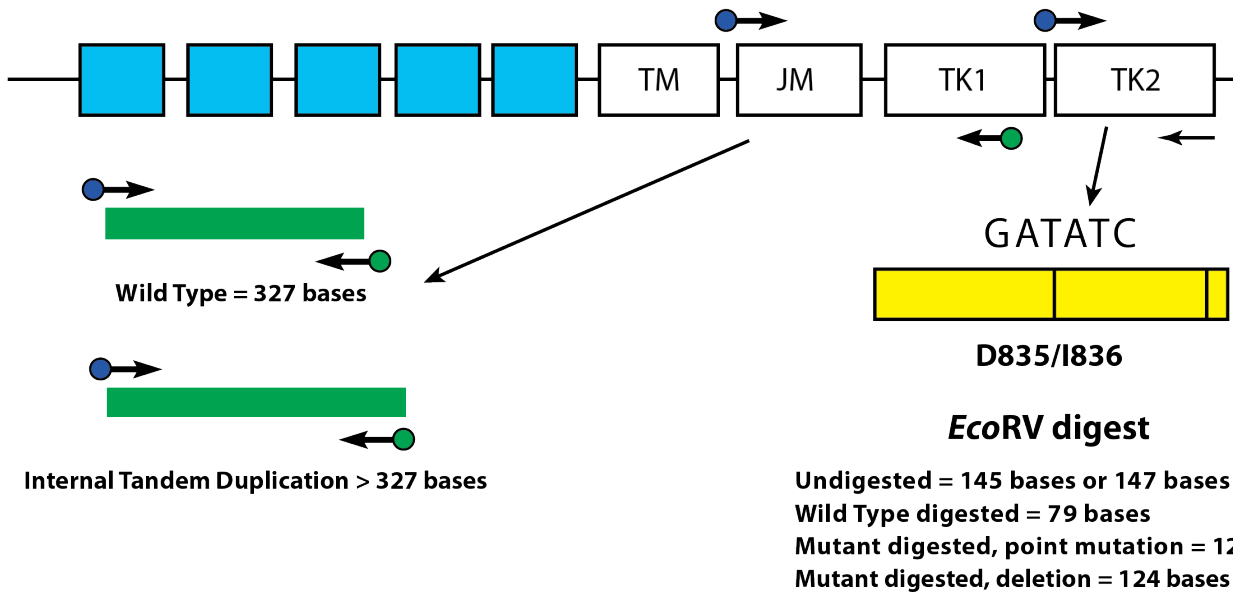 TM
JM
TK1
TK2
GATATC
Wild Type = 327 bases
D835/I836
EcoRV digest
Internal Tandem Duplication > 327 bases
Undigested = 145 bases or 147 bases
Wild Type digested = 79 bases
Mutant digested, point mutation = 12
Mutant digested, deletion = 124 bases